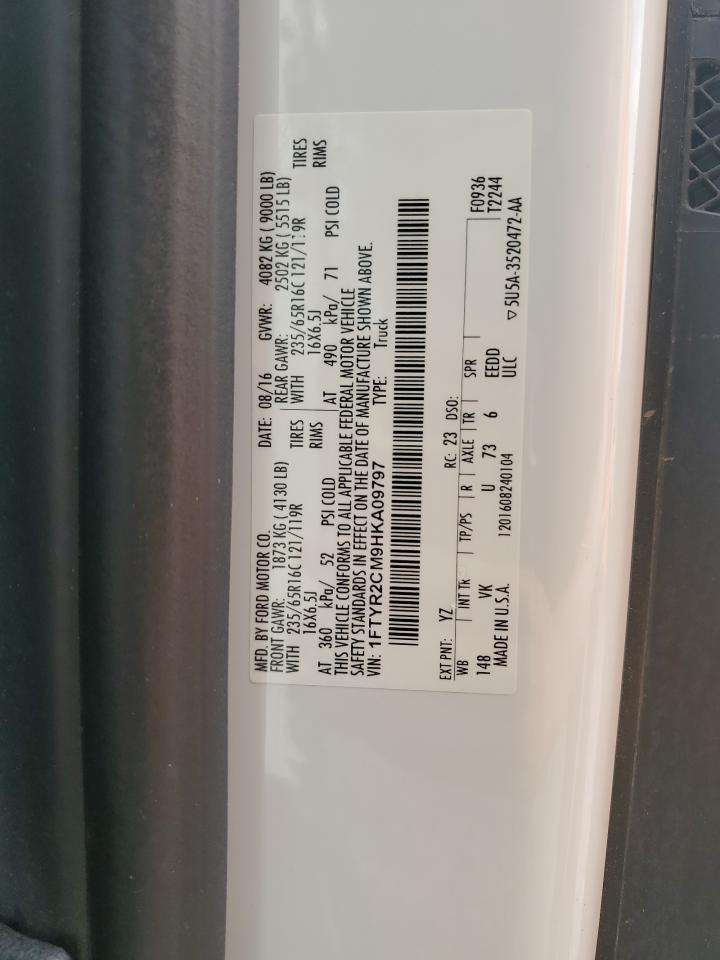 MFD. BY FORD MOTOR CO.
DATE: 08/16 GVWR: 4082 KG ( 9000 LB)
FRONT GAWR: 1873 KG ( 4130 LB) REAR GAWR: 2502 KG ( 5515 LB)
WITH 235/65R16C 121/119R TIRES WITH 235/65R16C 121/119R TIRES
16X6.5J RIMS 16X6.5J RIMS
AT 360 kPa/ 52 PSI COLD AT 490 kPa/ 71 PSI COLD
THIS VEHICLE CONFORMS TO ALL APPLICABLE FEDERAL MOTOR VEHICLE
SAFETY STANDARDS IN EFFECT ON THE DATE OF MANUFACTURE SHOWN ABOVE.
VIN: 1FTYR2CM9HKA09797 TYPE: Truck
EXT PNT: YZ RC: 23 DSO: F0936
WB INT Tk TP/PS R AXLE TR SPR T2244
148 VK U 73 6 EEDD
MADE IN U.S.A. 1201608240104 ULC
▽5U5A-3520472-AA